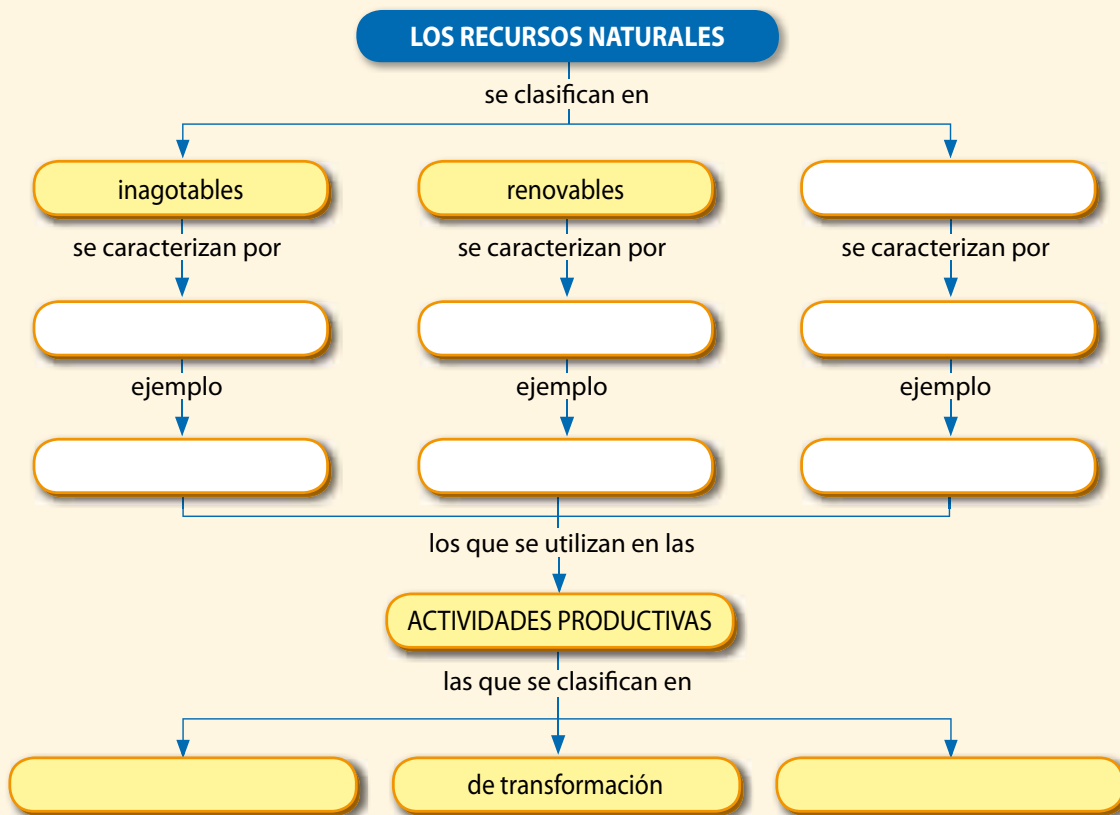 LOS RECURSOS NATURALES
se clasifican en
inagotables
renovables
se caracterizan por
se caracterizan por
se caracterizan por
ejemplo
ejemplo
ejemplo
los que se utilizan en las
ACTIVIDADES PRODUCTIVAS
las que se clasifican en
de transformación